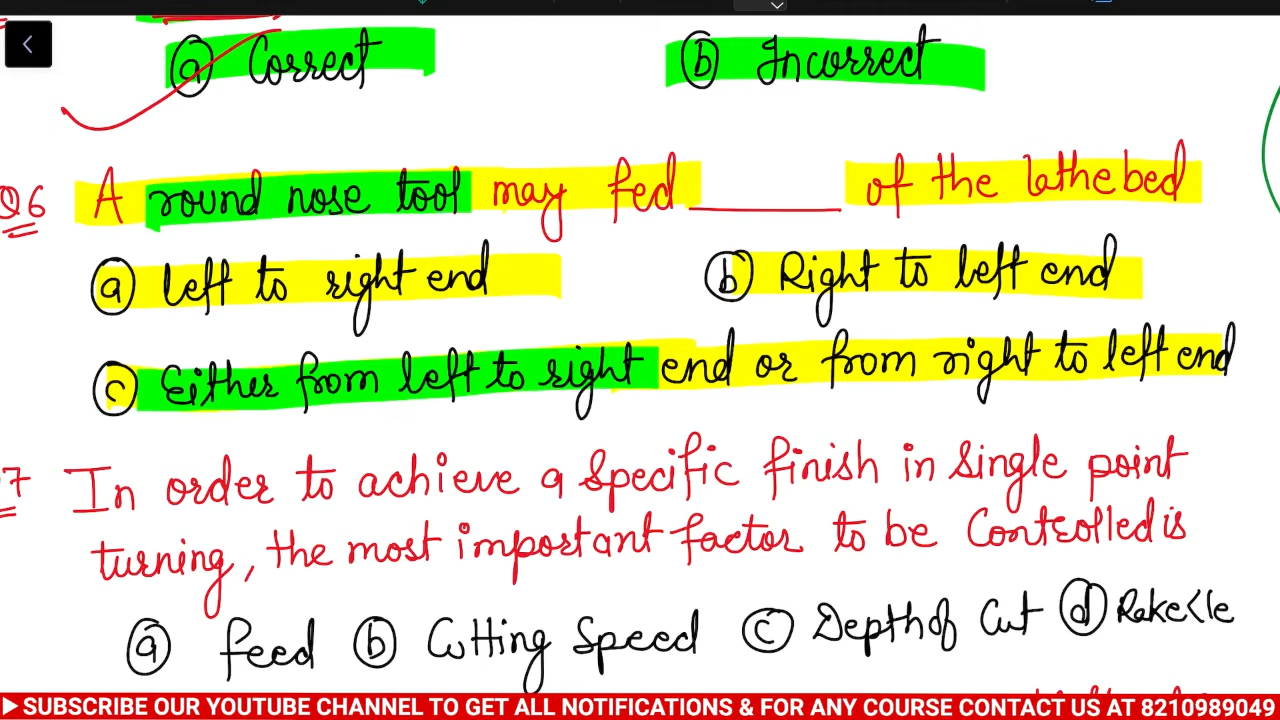 ⓐ Correct ⓑ Incorrect
Q6 A round nose tool may fed ______ of the lathe bed
ⓐ left to right end ⓑ Right to left end
ⓒ Either from left to right end or from right to left end
7 In order to achieve a specific finish in single point
turning, the most important factor to be Controlled is
ⓐ feed ⓑ Cutting Speed ⓒ Depth of Cut ⓓ Rake<le
▶ SUBSCRIBE OUR YOUTUBE CHANNEL TO GET ALL NOTIFICATIONS & FOR ANY COURSE CONTACT US AT 8210989049